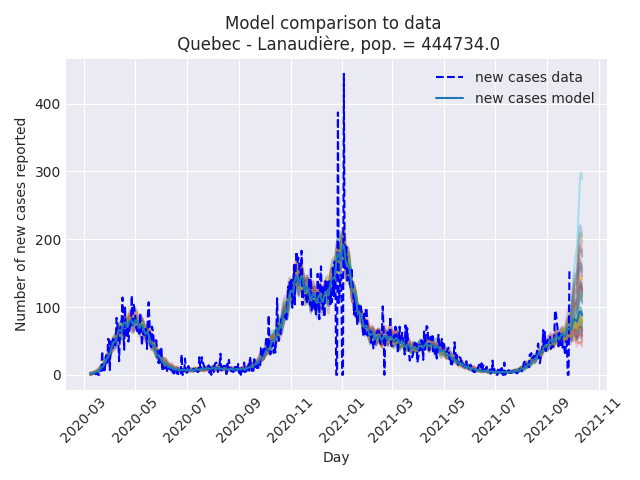 Model comparison to data
Quebec - Lanaudière, pop. = 444734.0
new cases data
new cases model
Number of new cases reported
400
300
200
100
0
2020-03
2020-05
2020-07
2020-09
2020-11
2021-01
2021-03
2021-05
2021-07
2021-09
2021-11
Day